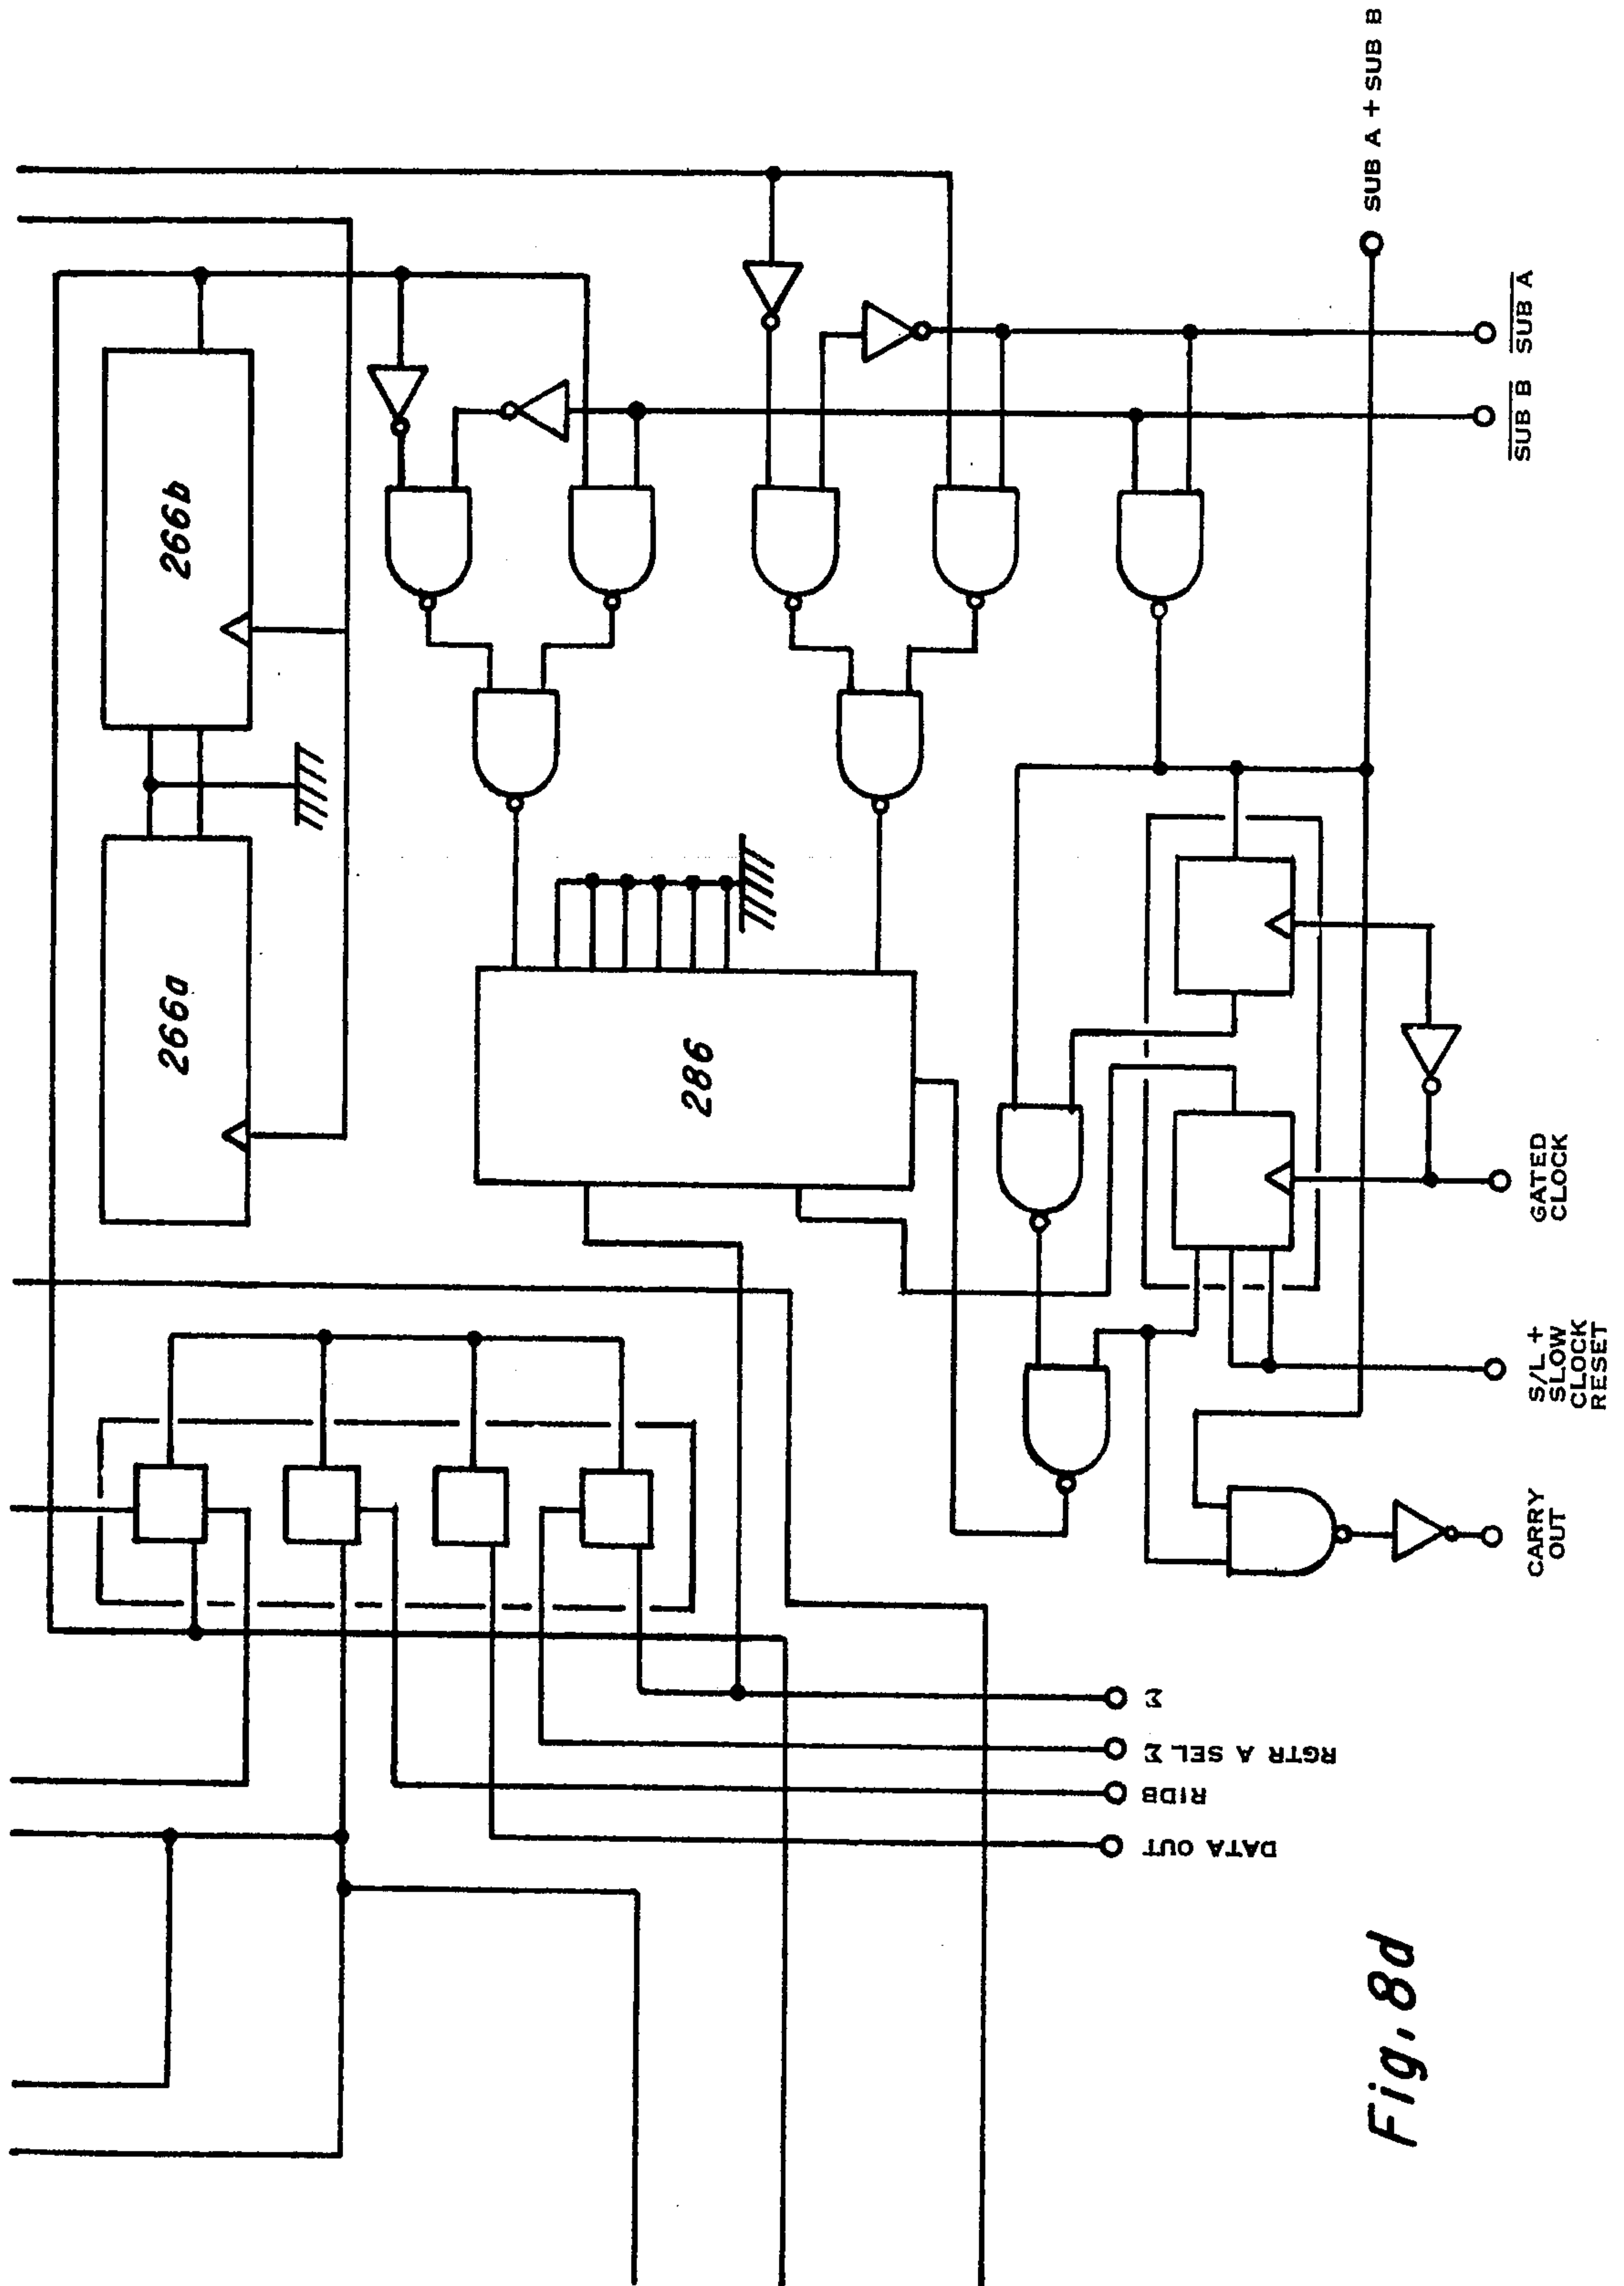 SUB A + SUB B
266b
SUB A
SUB B
266a
286
GATED
CLOCK
S/L +
SLOW
CLOCK
RESET
CARRY
OUT
Σ
RGTR A SEL Σ
RIDB
DATA OUT
Fig. 8d